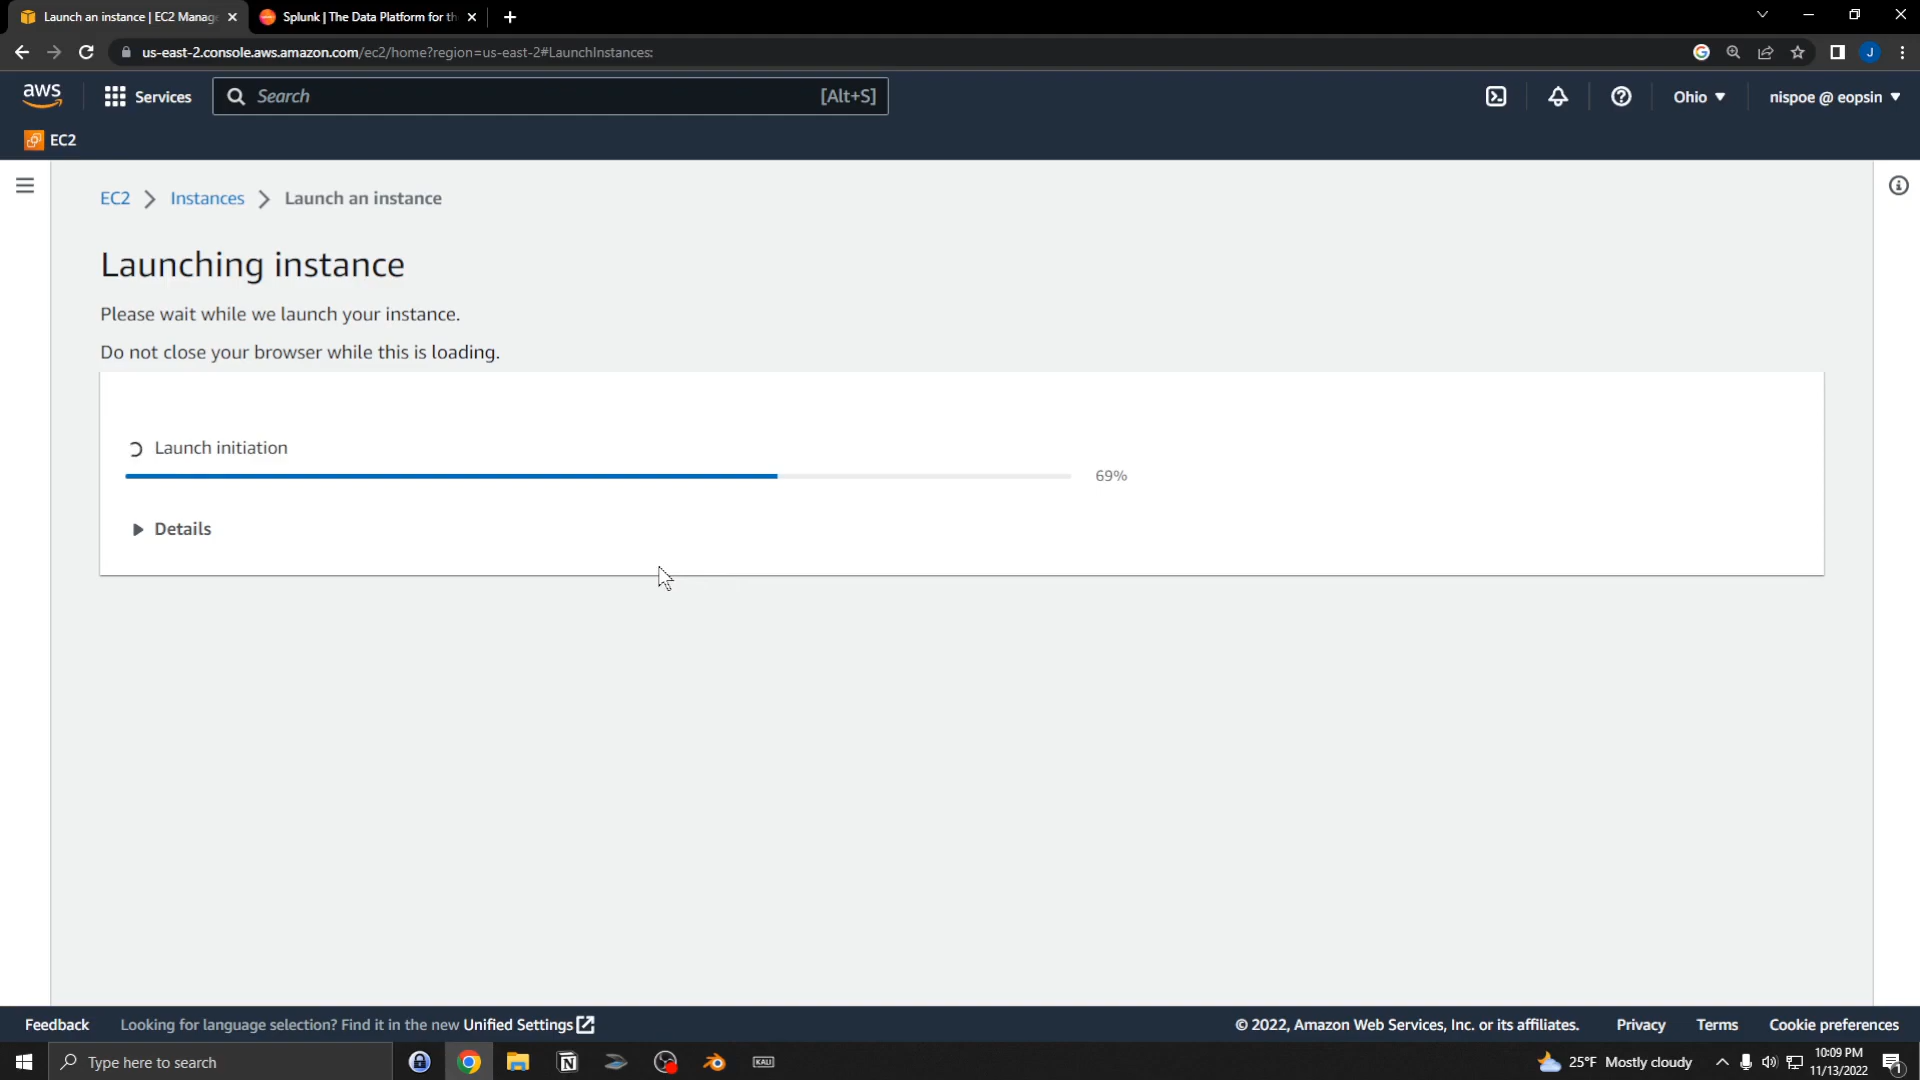 Launch an instance | EC2 Manag
Splunk | The Data Platform for th
us-east-2.console.aws.amazon.com/ec2/home?region=us-east-2#LaunchInstances:
J
aws
Services
Search
[Alt+S]
Ohio
nispoe @ eopsin
EC2
EC2 > Instances > Launch an instance
Launching instance
Please wait while we launch your instance.
Do not close your browser while this is loading.
Launch initiation
69%
Details
Feedback
Looking for language selection? Find it in the new Unified Settings
© 2022, Amazon Web Services, Inc. or its affiliates.
Privacy
Terms
Cookie preferences
Type here to search
KALI
25°F Mostly cloudy
10:09 PM
11/13/2022
1